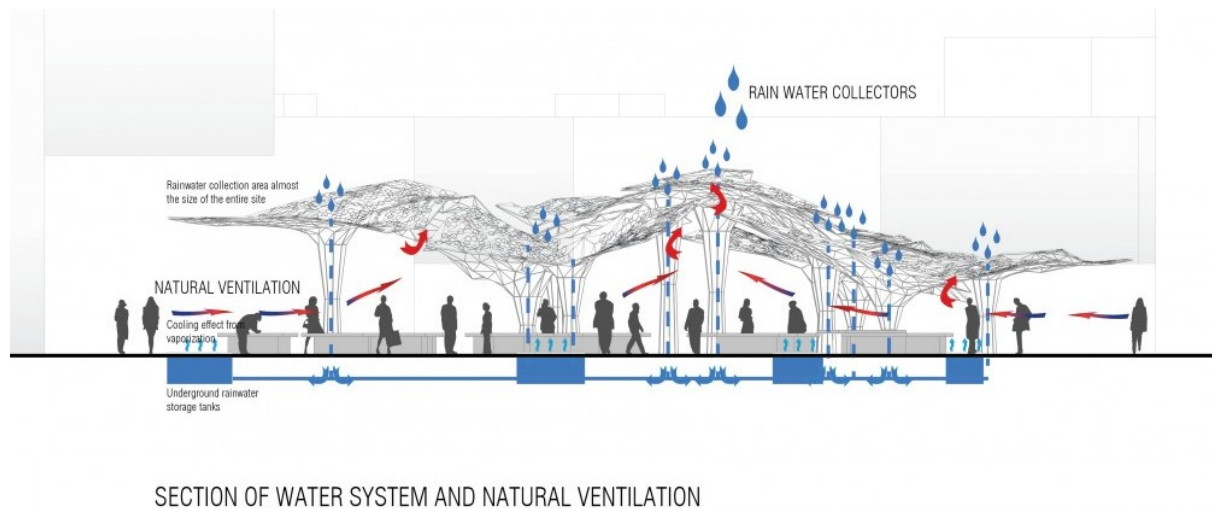 RAIN WATER COLLECTORS
Rainwater collection area almost
the size of the entire site
NATURAL VENTILATION
Cooling effect from
vaporization
Underground rainwater
storage tanks
SECTION OF WATER SYSTEM AND NATURAL VENTILATION